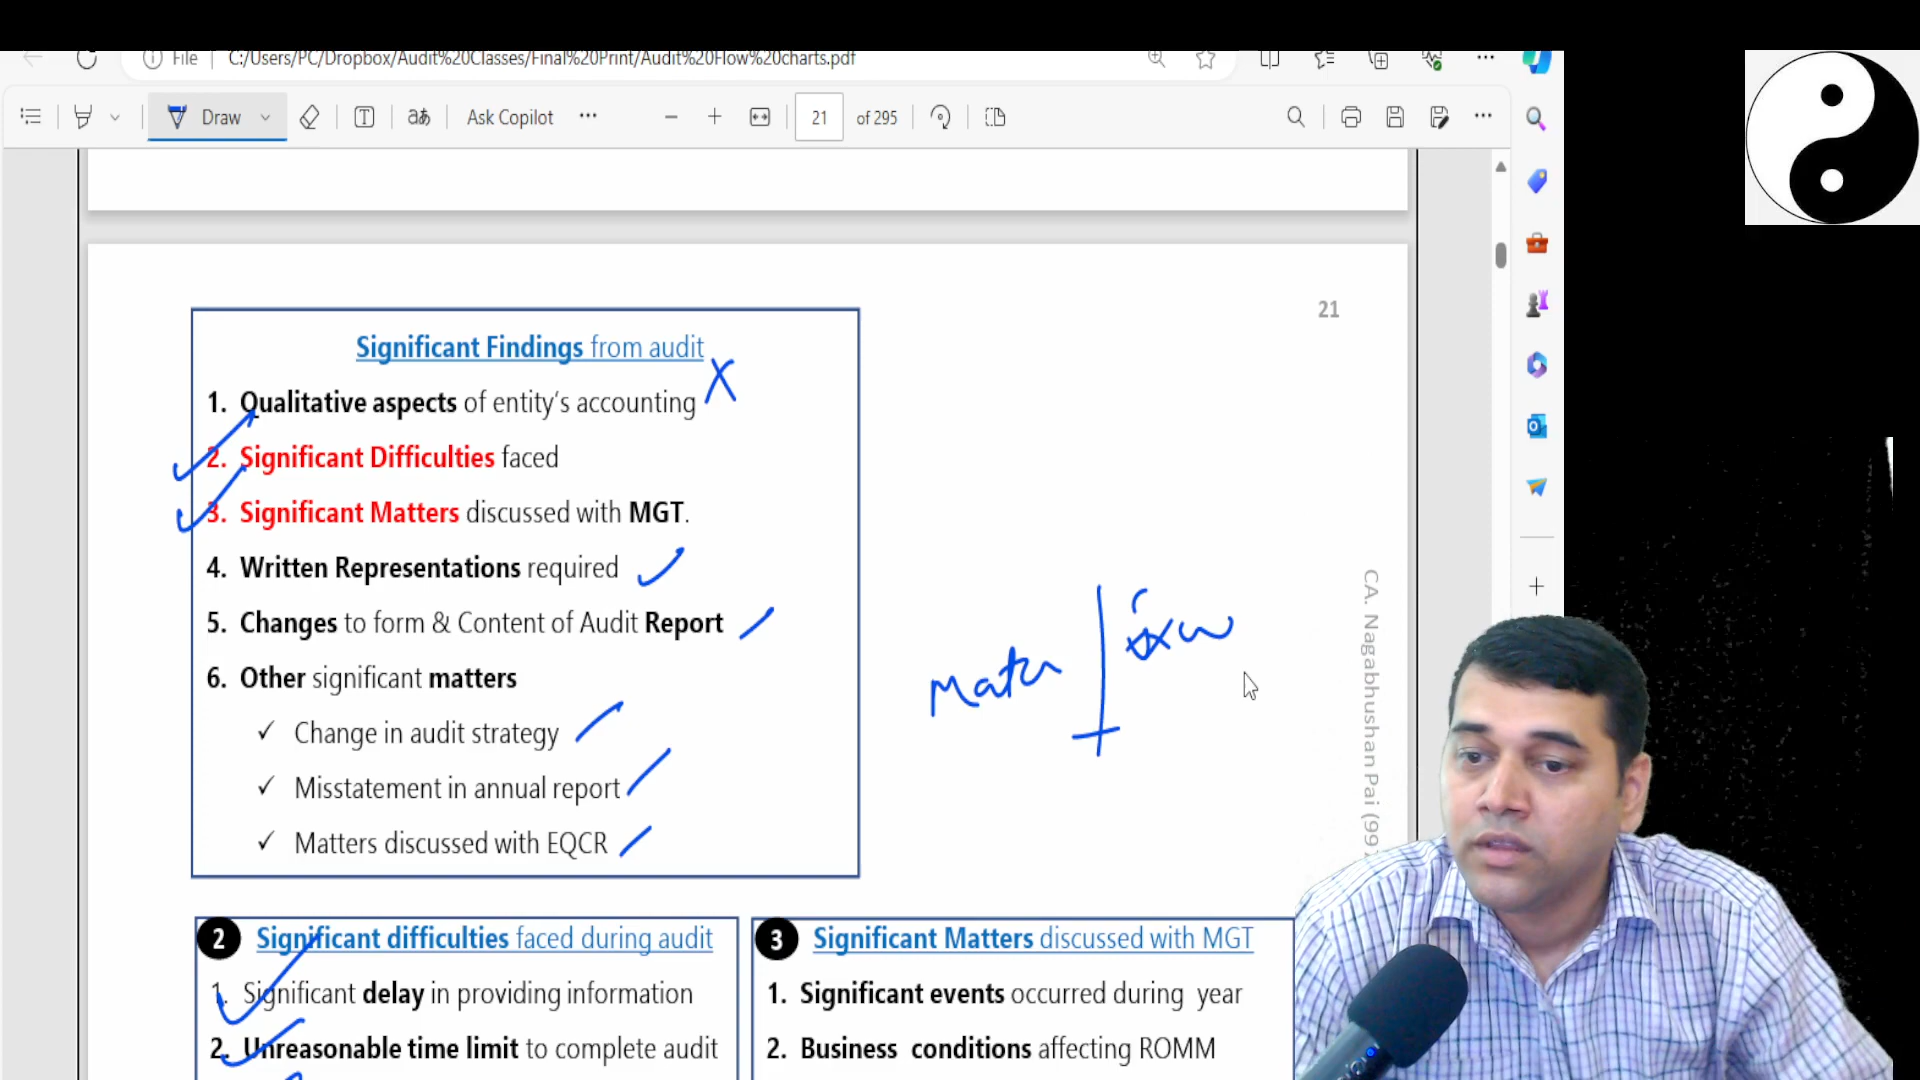 File | C:/Users/PC/Dropbox/Audit%20Classes/Final%20Print/Audit%20Flow%20charts.pdf
Draw
T
aあ
Ask Copilot
21 of 295
21
Significant Findings from audit
1. Qualitative aspects of entity's accounting X
2. Significant Difficulties faced
3. Significant Matters discussed with MGT.
4. Written Representations required
5. Changes to form & Content of Audit Report
6. Other significant matters
✓ Change in audit strategy
✓ Misstatement in annual report
✓ Matters discussed with EQCR
CA. Nagabhushan Pai (99
2 Significant difficulties faced during audit
1. Significant delay in providing information
2. Unreasonable time limit to complete audit
3 Significant Matters discussed with MGT
1. Significant events occurred during year
2. Business conditions affecting ROMM